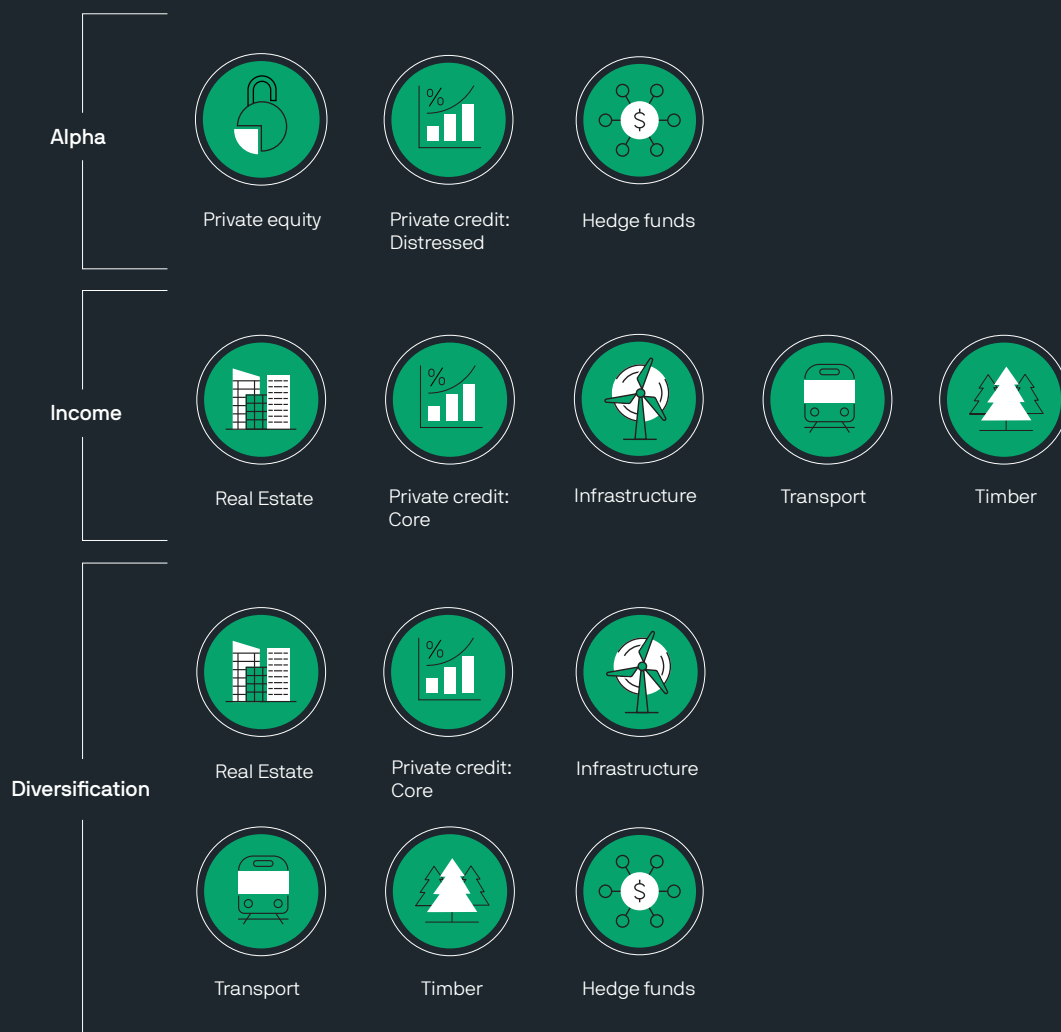 Alpha
Private equity
Private credit:
Distressed
Hedge funds
Income
Real Estate
Private credit:
Core
Infrastructure
Transport
Timber
Diversification
Real Estate
Private credit:
Core
Infrastructure
Transport
Timber
Hedge funds
%
$
%
%
$